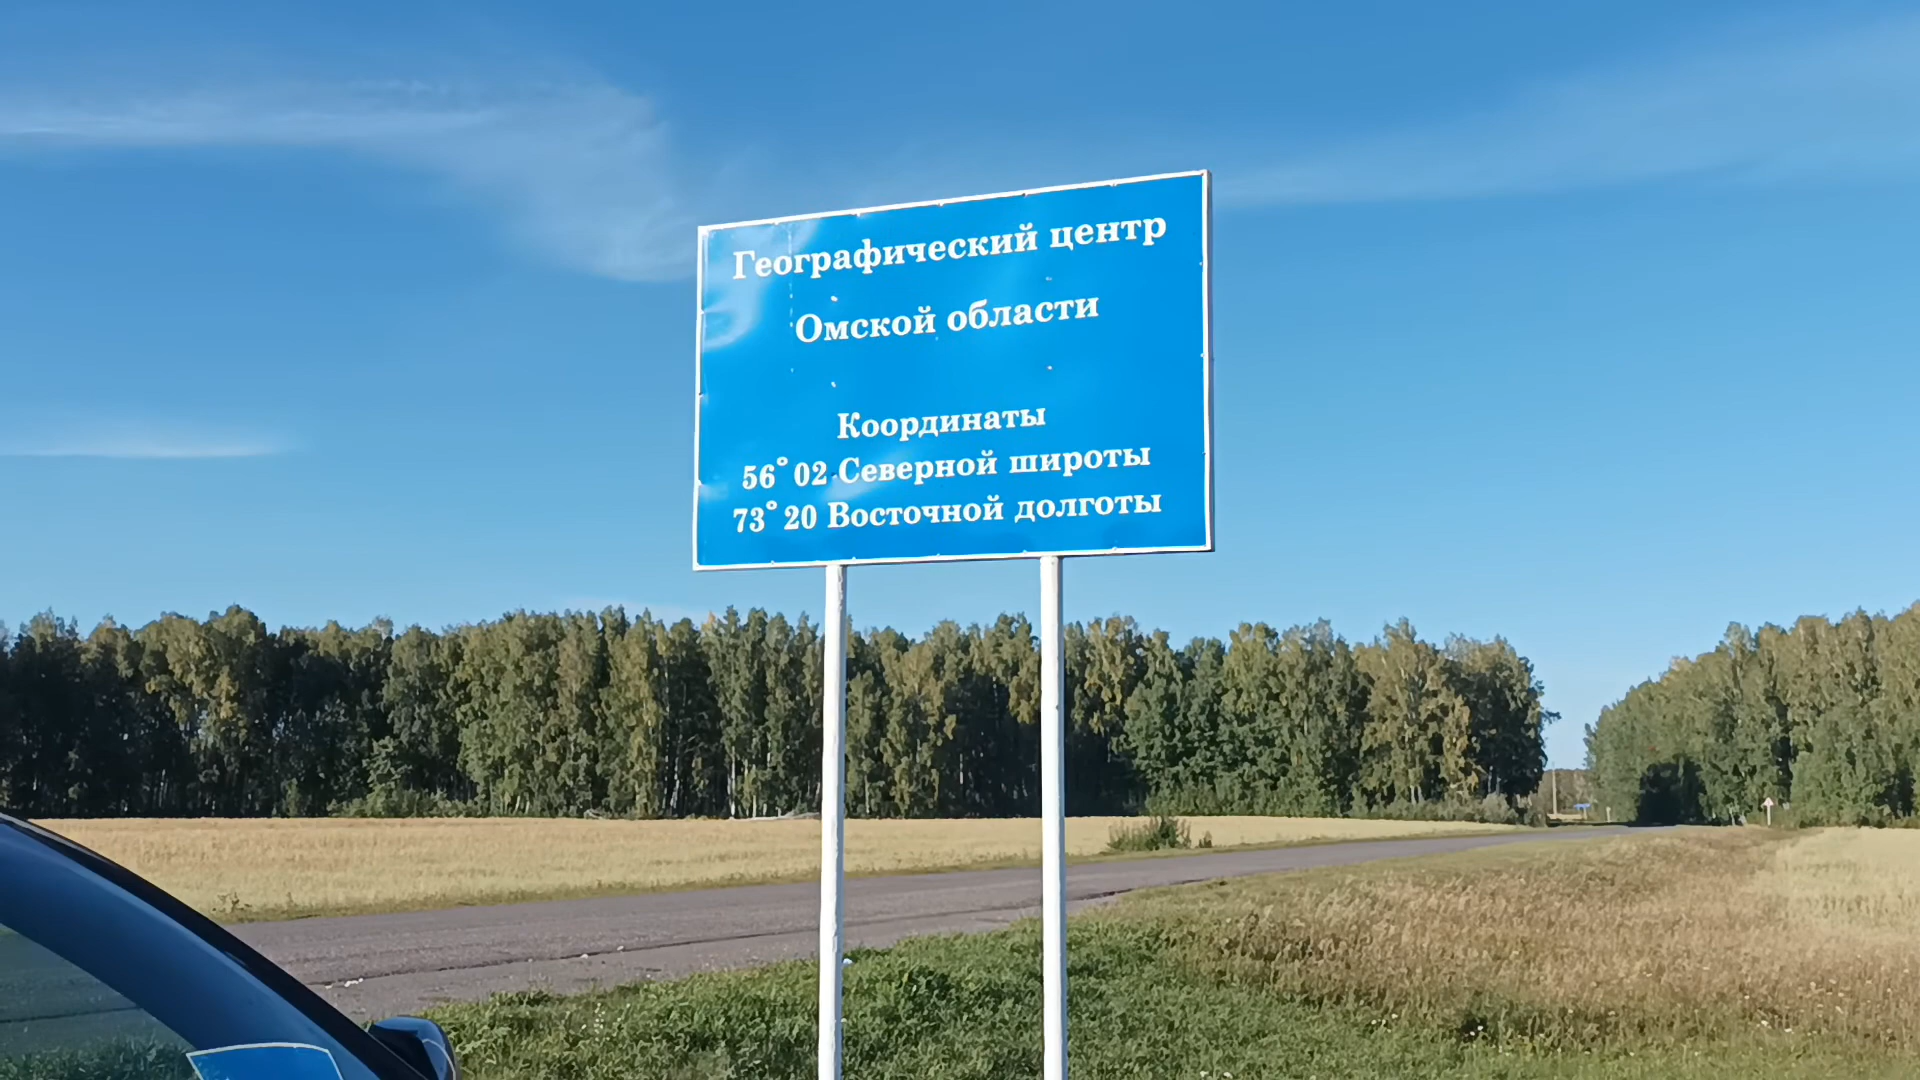 Географический центр
Омской области
Координаты
56° 02 Северной широты
73° 20 Восточной долготы